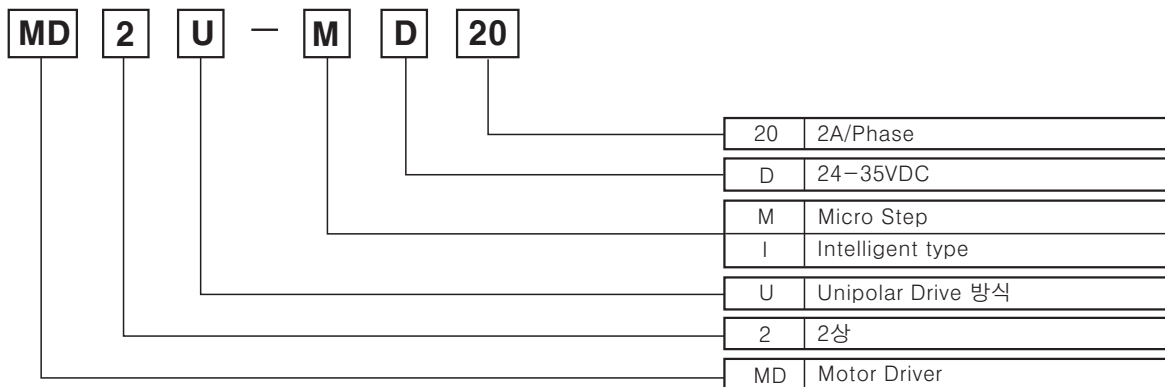 MD 2 U - M D 20
20 2A/Phase
D 24-35VDC
M Micro Step
I Intelligent type
U Unipolar Drive 방식
2 2상
MD Motor Driver